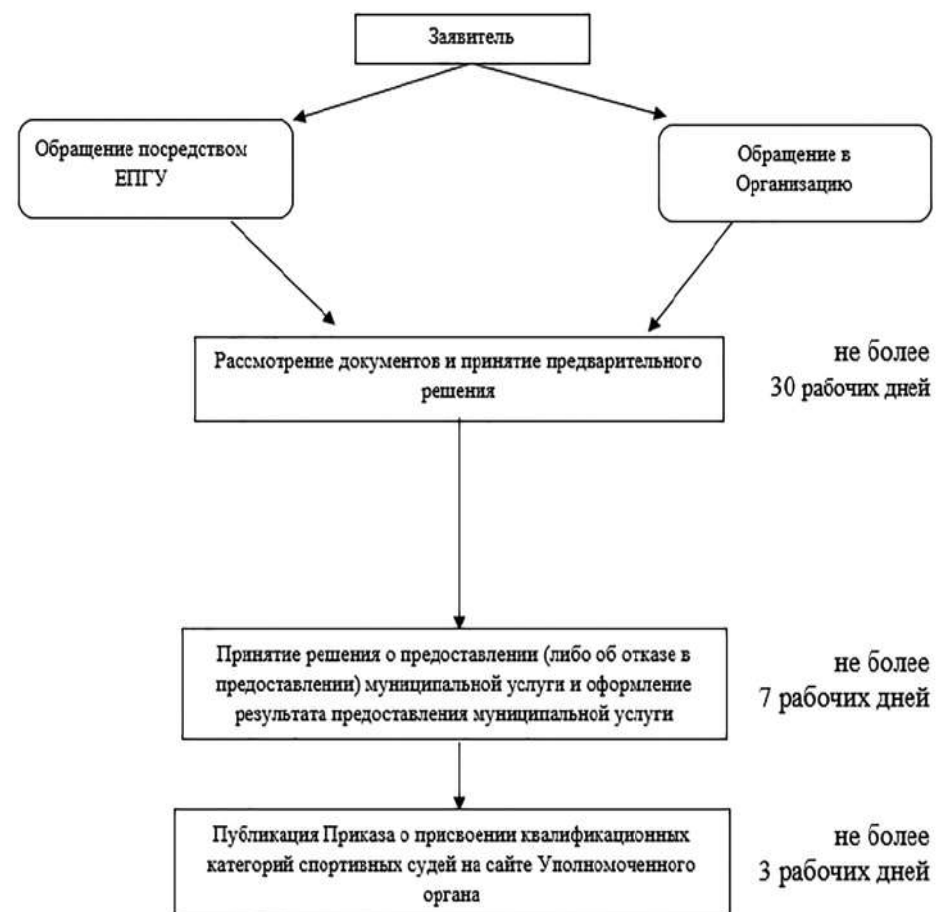 Заявитель
Обращение посредством
ЕПГУ
Обращение в
Организацию
Рассмотрение документов и принятие предварительного
решения
не более
30 рабочих дней
Принятие решения о предоставлении (либо об отказе в
предоставлении) муниципальной услуги и оформление
результата предоставления муниципальной услуги
не более
7 рабочих дней
Публикация Приказа о присвоении квалификационных
категорий спортивных судей на сайте Уполномоченного
органа
не более
3 рабочих дней